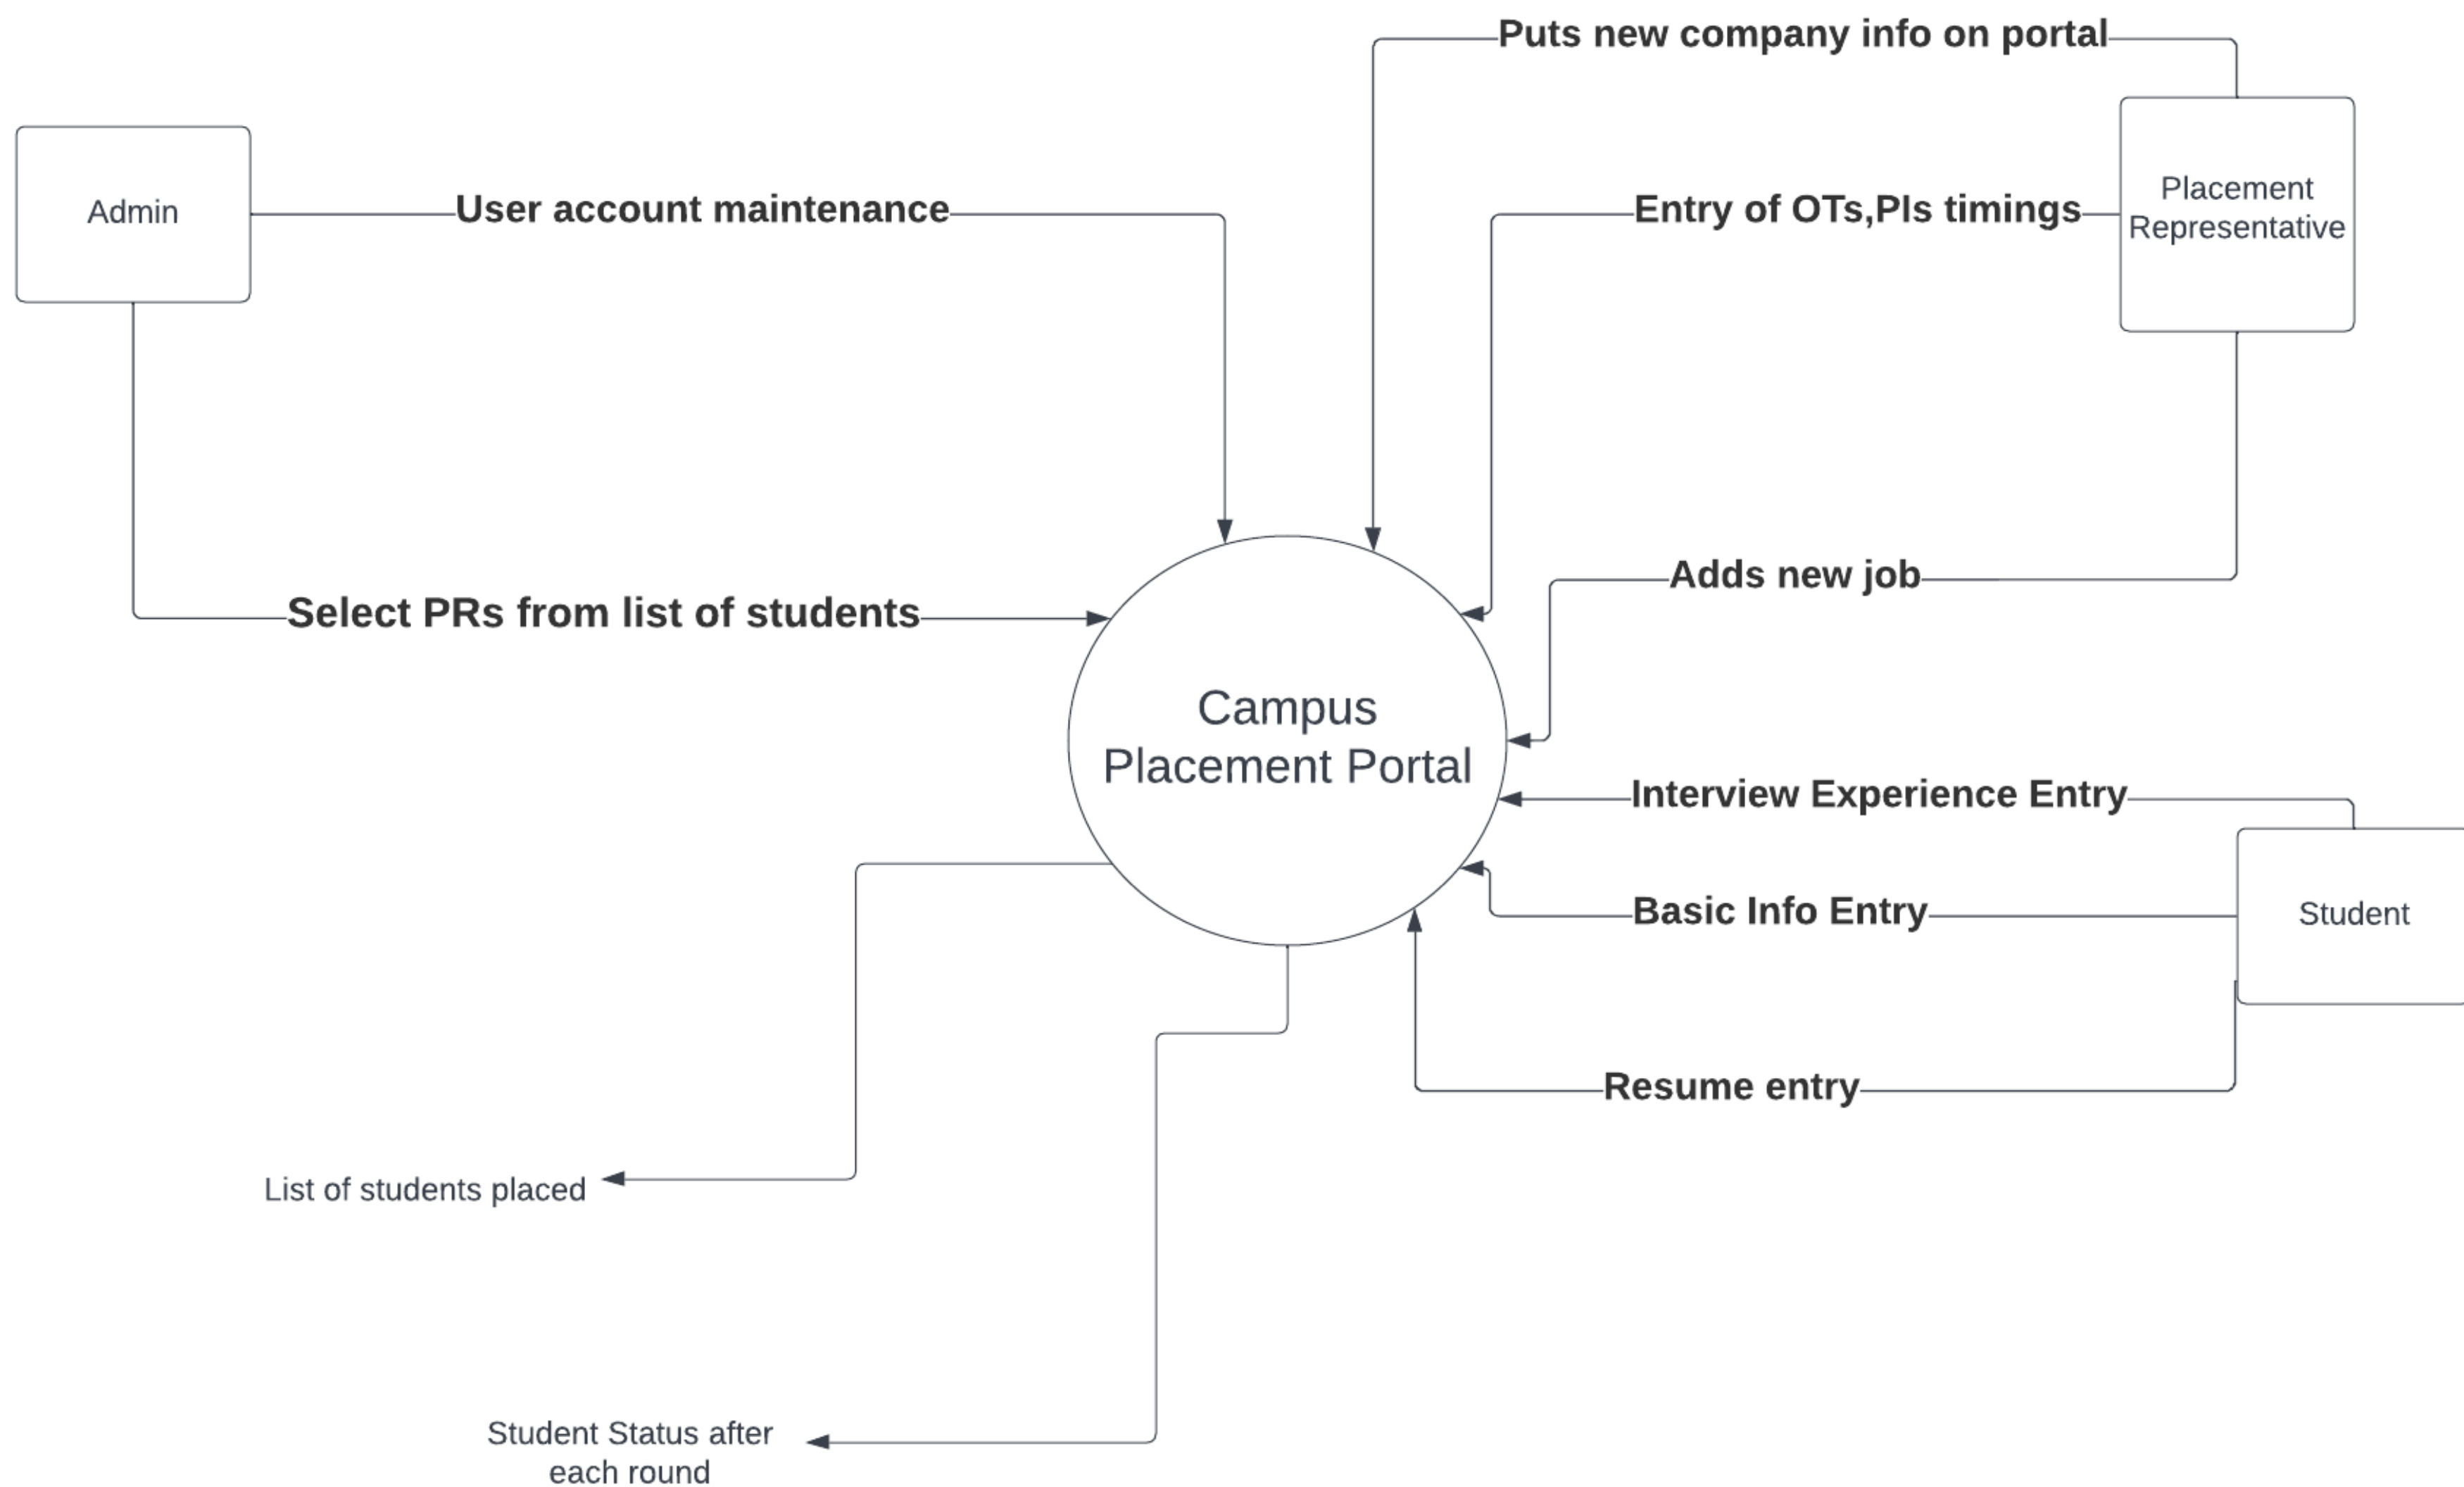 Puts new company info on portal
Admin
User account maintenance
Entry of OTs,PIs timings
Placement
Representative
Select PRs from list of students
Adds new job
Campus
Placement Portal
Interview Experience Entry
Basic Info Entry
Student
Resume entry
List of students placed
Student Status after
each round